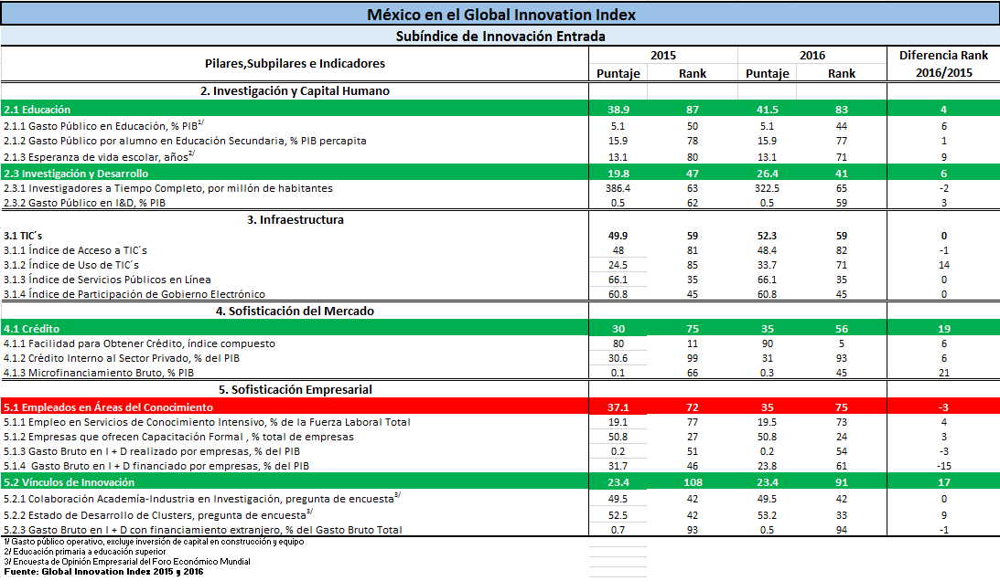 México en el Global Innovation Index
Subíndice de Innovación Entrada
Pilares,Subpilares e Indicadores 2015 2016 Diferencia Rank 2016/2015
Puntaje Rank Puntaje Rank
2. Investigación y Capital Humano
2.1 Educación 38.9 87 41.5 83 4
2.1.1 Gasto Público en Educación, % PIB1/ 5.1 50 5.1 44 6
2.1.2 Gasto Público por alumno en Educación Secundaria, % PIB percapita 15.9 78 15.9 77 1
2.1.3 Esperanza de vida escolar, años2/ 13.1 80 13.1 71 9
2.3 Investigación y Desarrollo 19.8 47 26.4 41 6
2.3.1 Investigadores a Tiempo Completo, por millón de habitantes 386.4 63 322.5 65 -2
2.3.2 Gasto Público en I&D, % PIB 0.5 62 0.5 59 3
3. Infraestructura
3.1 TIC´s 49.9 59 52.3 59 0
3.1.1 Índice de Acceso a TIC´s 48 81 48.4 82 -1
3.1.2 Índice de Uso de TIC´s 24.5 85 33.7 71 14
3.1.3 Índice de Servicios Públicos en Línea 66.1 35 66.1 35 0
3.1.4 Índice de Participación de Gobierno Electrónico 60.8 45 60.8 45 0
4. Sofisticación del Mercado
4.1 Crédito 30 75 35 56 19
4.1.1 Facilidad para Obtener Crédito, índice compuesto 80 11 90 5 6
4.1.2 Crédito Interno al Sector Privado, % del PIB 30.6 99 31 93 6
4.1.3 Microfinanciamiento Bruto, % PIB 0.1 66 0.3 45 21
5. Sofisticación Empresarial
5.1 Empleados en Áreas del Conocimiento 37.1 72 35 75 -3
5.1.1 Empleo en Servicios de Conocimiento Intensivo, % de la Fuerza Laboral Total 19.1 77 19.5 73 4
5.1.2 Empresas que ofrecen Capacitación Formal , % total de empresas 50.8 27 50.8 24 3
5.1.3 Gasto Bruto en I + D realizado por empresas, % del PIB 0.2 51 0.2 54 -3
5.1.4 Gasto Bruto en I + D financiado por empresas, % del PIB 31.7 46 23.8 61 -15
5.2 Vínculos de Innovación 23.4 108 23.4 91 17
5.2.1 Colaboración Academía-Industria en Investigación, pregunta de encuesta3/ 49.5 42 49.5 42 0
5.2.2 Estado de Desarrollo de Clusters, pregunta de encuesta3/ 52.5 42 53.2 33 9
5.2.3 Gasto Bruto en I + D con financiamiento extranjero, % del Gasto Bruto Total 0.7 93 0.5 94 -1
1/ Gasto público operativo, excluye inversión de capital en construcción y equipo
2/ Educación primaria a educación superior
3/ Encuesta de Opinión Empresarial del Foro Económico Mundial
Fuente: Global Innovation Index 2015 y 2016